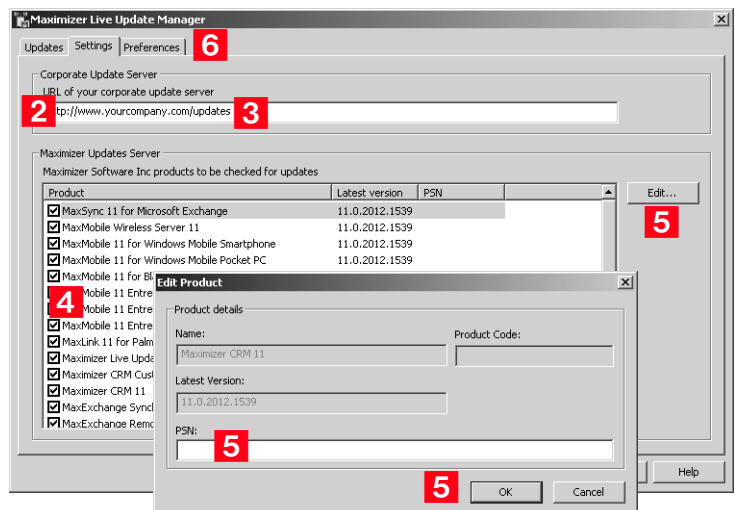 Maximizer Live Update Manager
Updates Settings Preferences 6
Corporate Update Server
URL of your corporate update server
2 tp://www.yourcompany.com/updates 3
Maximizer Updates Server
Maximizer Software Inc products to be checked for updates
Product Latest version PSN
Edit...
5
MaxSync 11 for Microsoft Exchange 11.0.2012.1539
MaxMobile Wireless Server 11 11.0.2012.1539
MaxMobile 11 for Windows Mobile Smartphone 11.0.2012.1539
MaxMobile 11 for Windows Mobile Pocket PC 11.0.2012.1539
MaxMobile 11 for Bl
4 Mobile 11 Entre
Mobile 11 Entre
MaxMobile 11 Entre
MaxLink 11 for Palm
Maximizer Live Upda
Maximizer CRM Cus
Maximizer CRM 11
MaxExchange Syncl
MaxExchange Remo
Help
Edit Product
Product details
Name: Product Code:
Maximizer CRM 11
Latest Version:
11.0.2012.1539
PSN:
5
5 OK Cancel